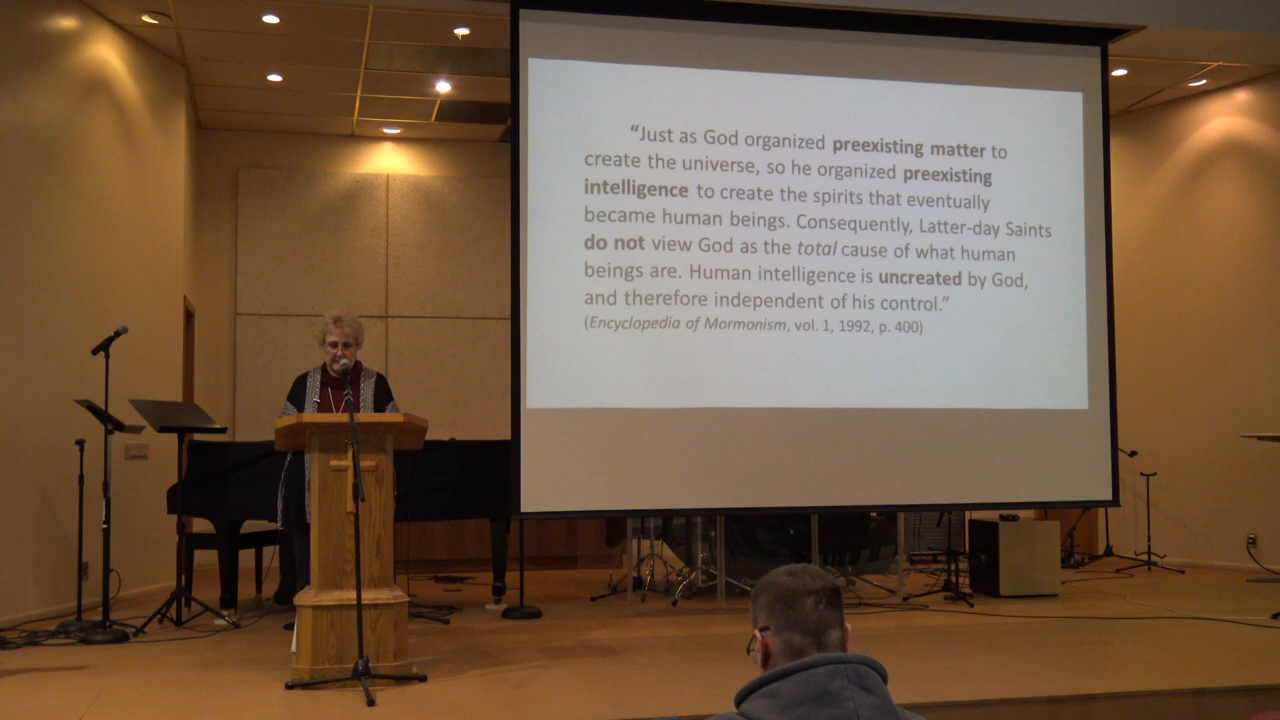 “Just as God organized preexisting matter to
create the universe, so he organized preexisting
intelligence to create the spirits that eventually
became human beings. Consequently, Latter-day Saints
do not view God as the total cause of what human
beings are. Human intelligence is uncreated by God,
and therefore independent of his control.”
(Encyclopedia of Mormonism, vol. 1, 1992, p. 400)